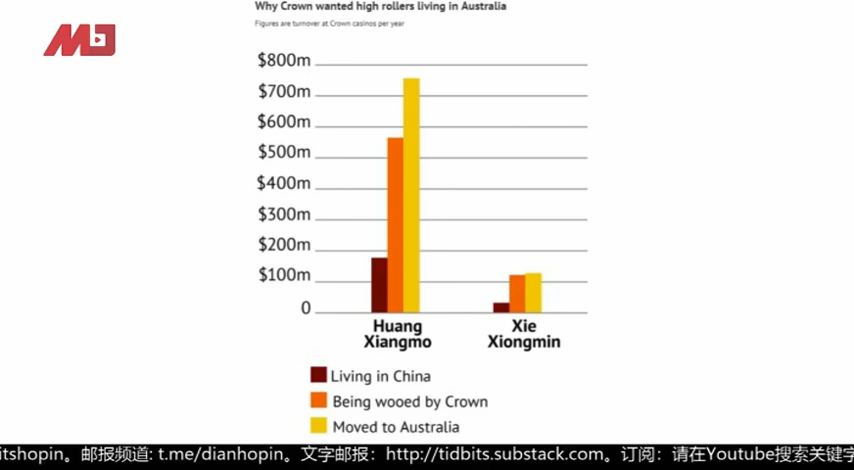 Why Crown wanted high rollers living in Australia
Figures are turnover at Crown casinos per year
MJ
$800m
$700m
$600m
$500m
$400m
$300m
$200m
$100m
0
Huang
Xiangmo
Xie
Xiongmin
Living in China
Being wooed by Crown
Moved to Australia
itshopin。邮报频道: t.me/dianhopin。文字邮报：http://tidbits.substack.com。订阅：请在Youtube搜索关键字